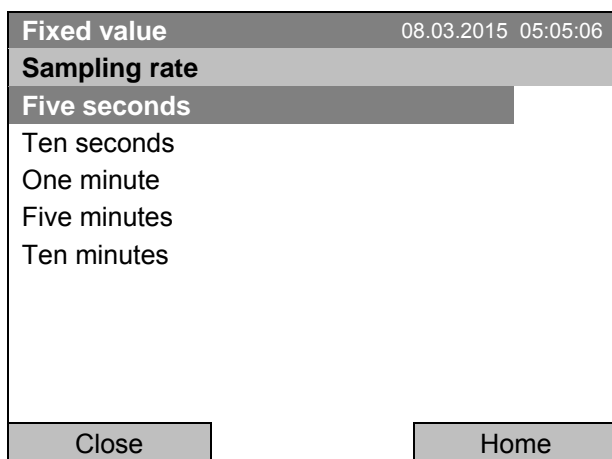 Fixed value 08.03.2015 05:05:06
Sampling rate
Five seconds
Ten seconds
One minute
Five minutes
Ten minutes
Close Home